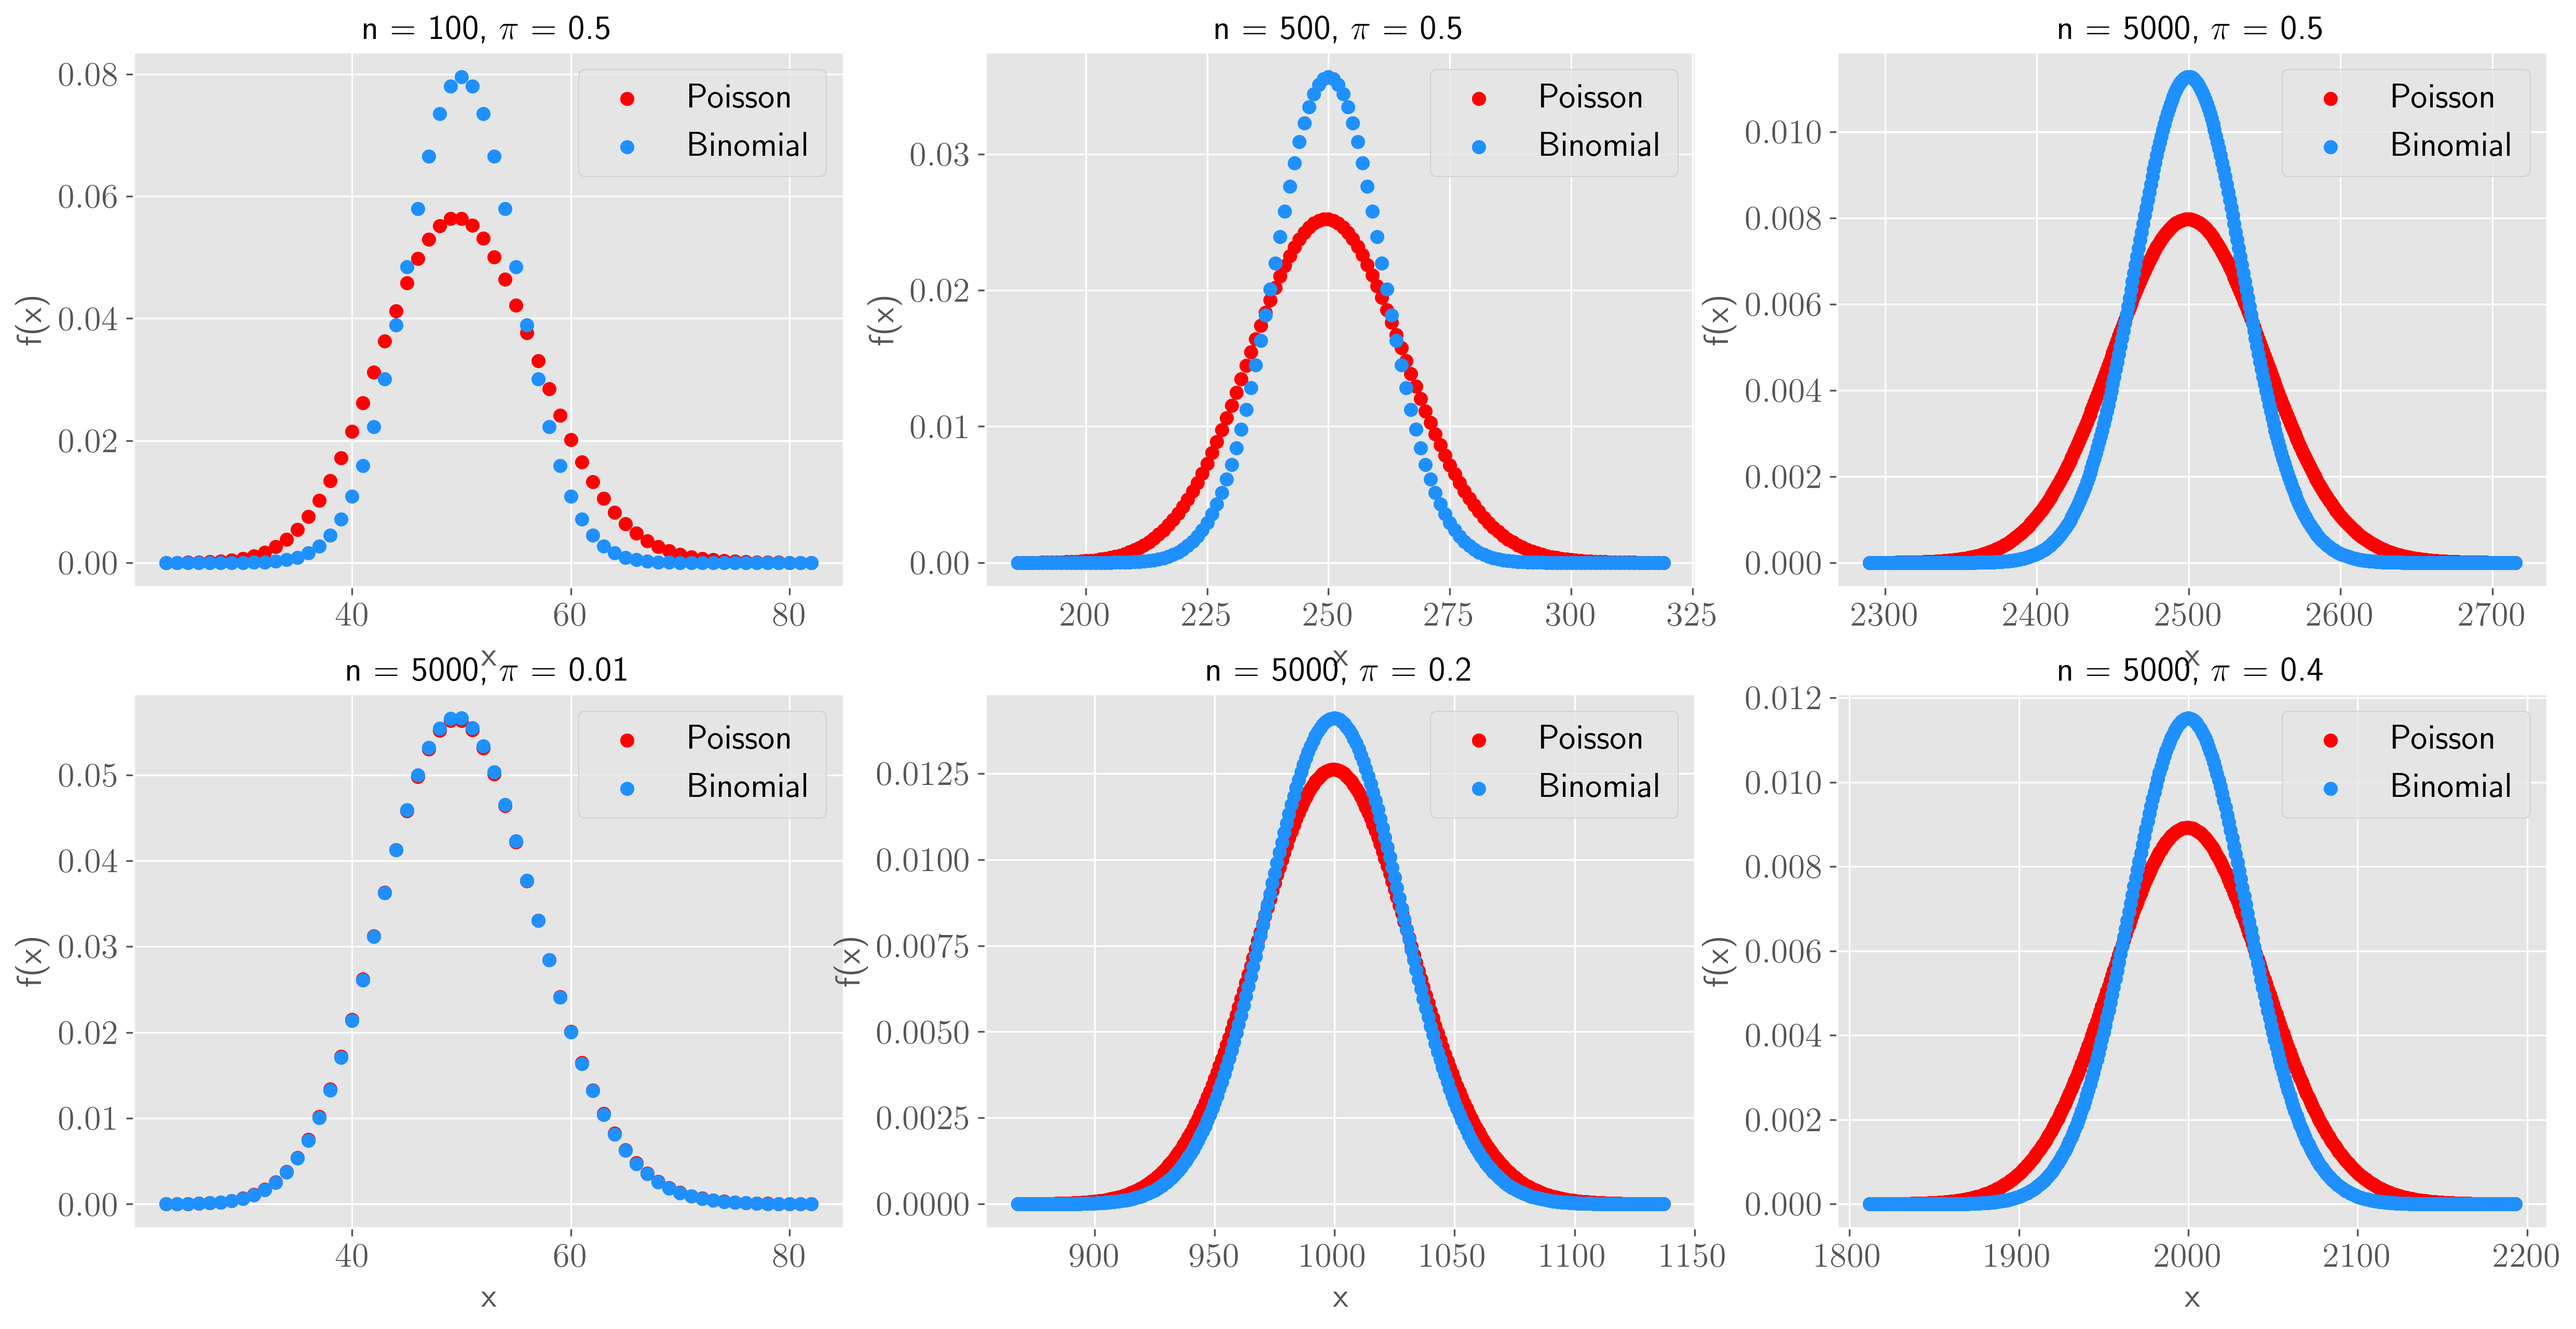 n = 100, π = 0.5
Poisson
Binomial
f(x)
0.08
0.06
0.04
0.02
0.00
40 60 80
x
n = 500, π = 0.5
Poisson
Binomial
f(x)
0.03
0.02
0.01
0.00
200 225 250 275 300 325
x
n = 5000, π = 0.5
Poisson
Binomial
f(x)
0.010
0.008
0.006
0.004
0.002
0.000
2300 2400 2500 2600 2700
x
n = 5000, π = 0.01
Poisson
Binomial
f(x)
0.05
0.04
0.03
0.02
0.01
0.00
40 60 80
x
n = 5000, π = 0.2
Poisson
Binomial
f(x)
0.0125
0.0100
0.0075
0.0050
0.0025
0.0000
900 950 1000 1050 1100 1150
x
n = 5000, π = 0.4
Poisson
Binomial
f(x)
0.012
0.010
0.008
0.006
0.004
0.002
0.000
1800 1900 2000 2100 2200
x